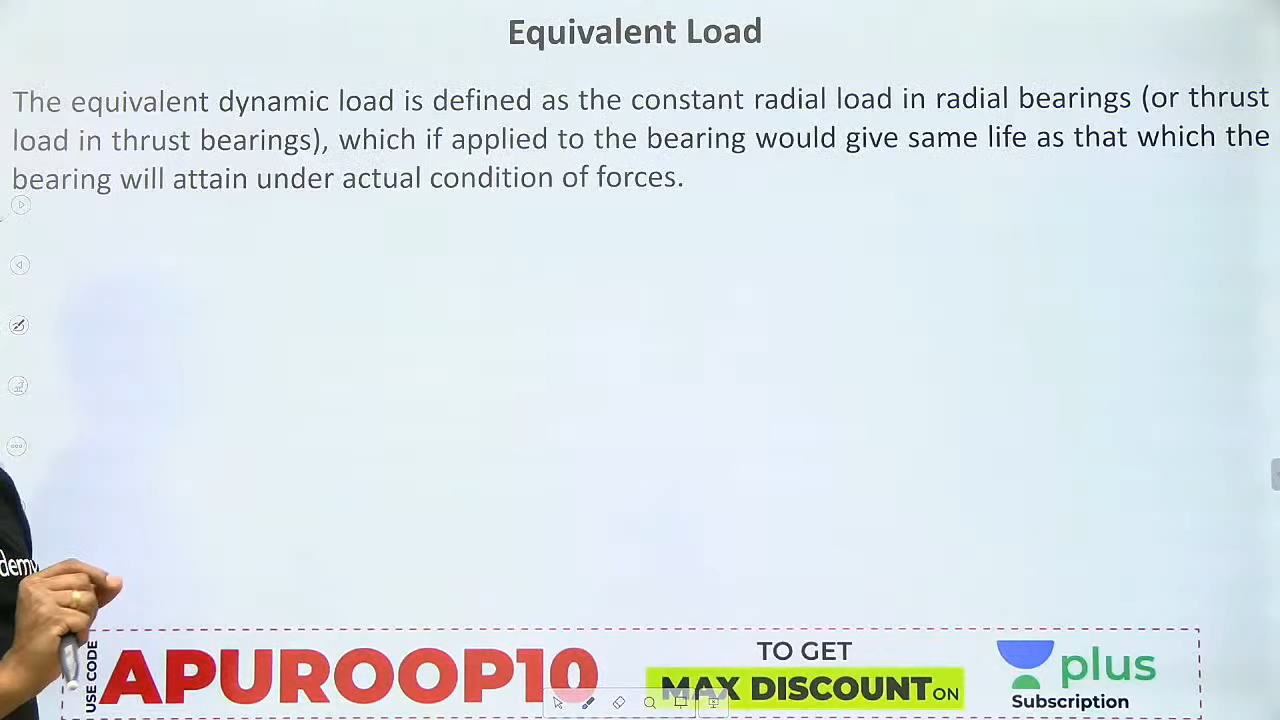 Equivalent Load
The equivalent dynamic load is defined as the constant radial load in radial bearings (or thrust
load in thrust bearings), which if applied to the bearing would give same life as that which the
bearing will attain under actual condition of forces.
demy
USE CODE
APUROOP10
TO GET
MAX DISCOUNT ON
plus
Subscription